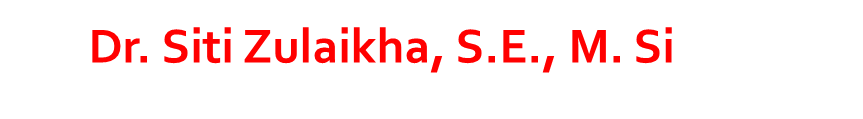 Dr. Siti Zulaikha, S.E., M. Si